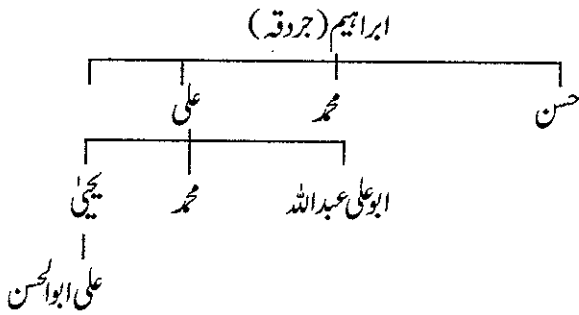 ابراہیم (جردقہ)
حسن محمد علی
ابوعلی عبداللہ محمد یحییٰ
علی ابوالحسن